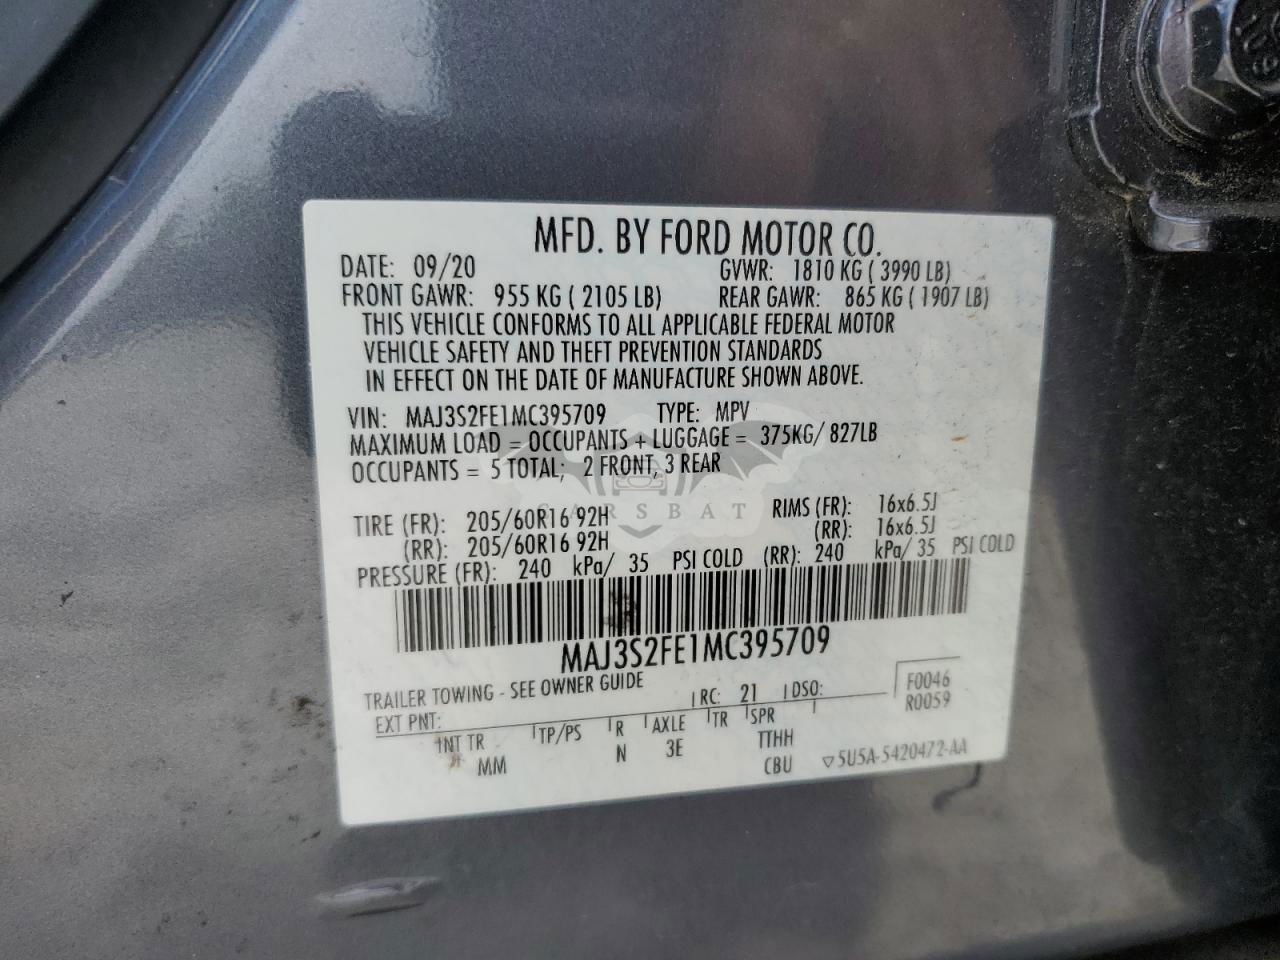 MFD. BY FORD MOTOR CO.
DATE: 09/20 GVWR: 1810 KG ( 3990 LB)
FRONT GAWR: 955 KG ( 2105 LB) REAR GAWR: 865 KG ( 1907 LB)
THIS VEHICLE CONFORMS TO ALL APPLICABLE FEDERAL MOTOR
VEHICLE SAFETY AND THEFT PREVENTION STANDARDS
IN EFFECT ON THE DATE OF MANUFACTURE SHOWN ABOVE.
VIN: MAJ3S2FE1MC395709 TYPE: MPV
MAXIMUM LOAD = OCCUPANTS + LUGGAGE = 375KG/ 827LB
OCCUPANTS = 5 TOTAL; 2 FRONT, 3 REAR
CARSBAT
TIRE (FR): 205/60R16 92H RIMS (FR): 16x6.5J
(RR): 205/60R16 92H (RR): 16x6.5J
PRESSURE (FR): 240 kPa/ 35 PSI COLD (RR): 240 kPa/ 35 PSI COLD
MAJ3S2FE1MC395709
TRAILER TOWING - SEE OWNER GUIDE
EXT PNT: RC: 21 DSO: F0046
R0059
INT TR TP/PS R AXLE TR SPR
MM N 3E TTHH
CBU ▽5U5A-5420472-AA